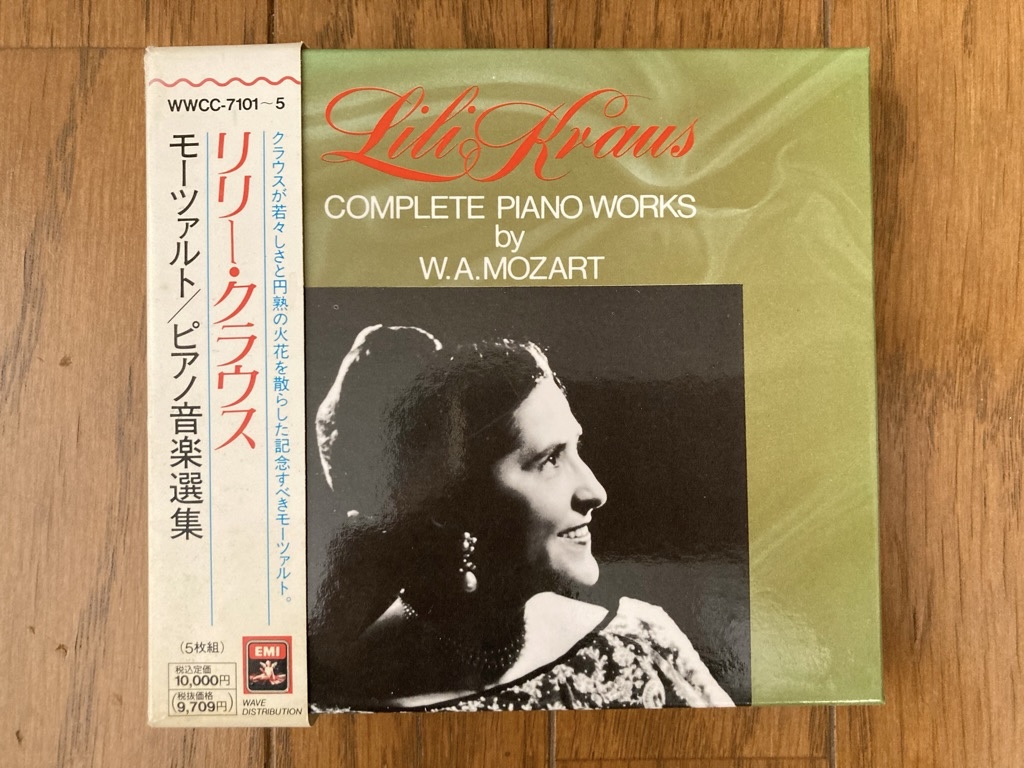 WWCC-7101~5
クラウスが若々しさと円熟の火花を散らした記念すべきモーツァルト。
リリー・クラウス
モーツァルト／ピアノ音楽選集
(5枚組)
税込定価
10,000円
(税抜価格
9,709円)
EMI
WAVE
DISTRIBUTION
Lili Kraus
COMPLETE PIANO WORKS
by
W.A.MOZART